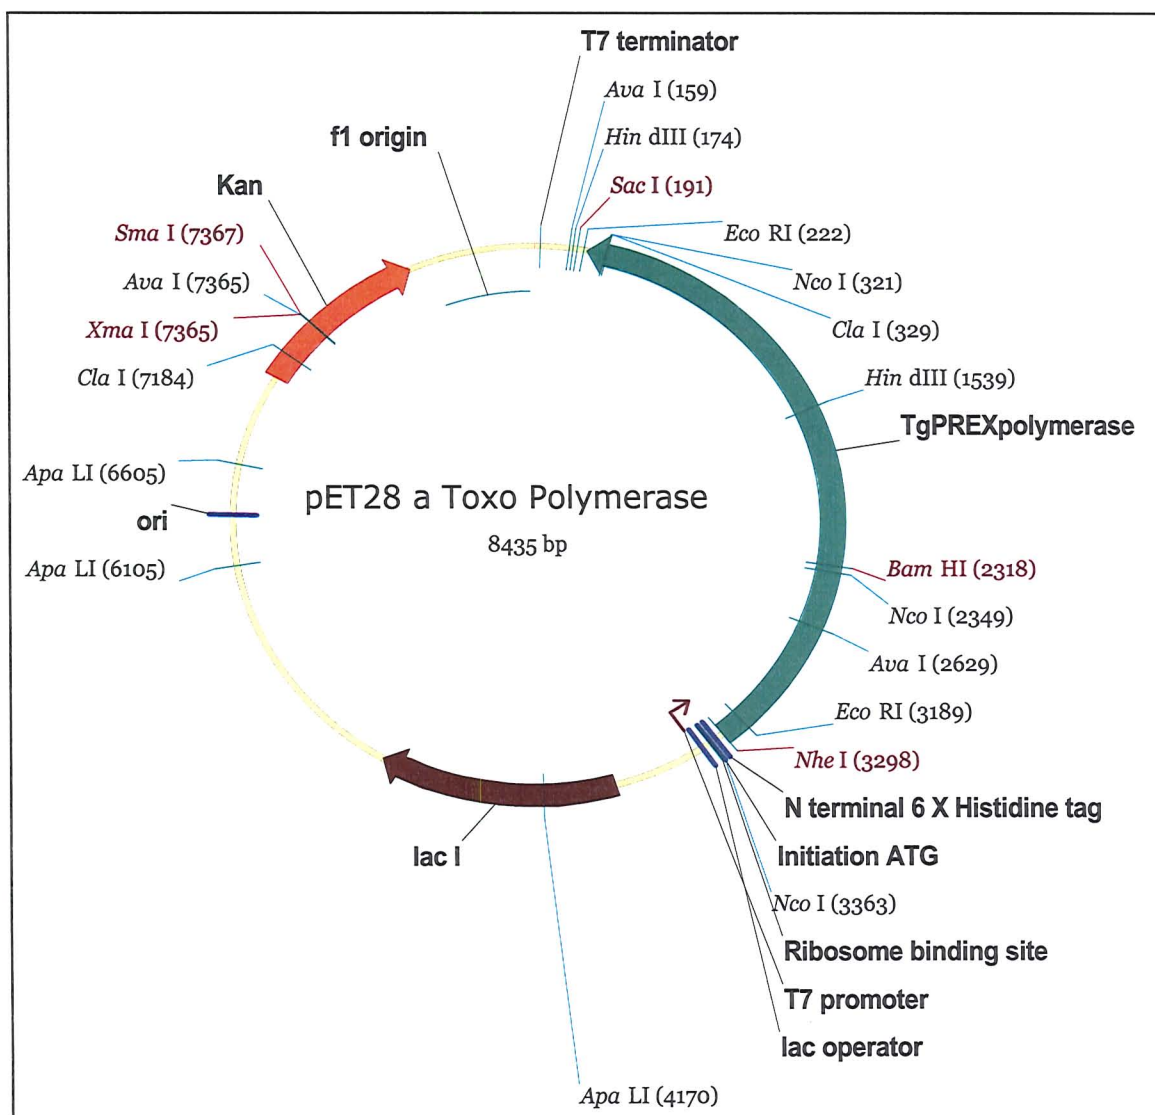 T7 terminator
Ava I (159)
f1 origin
Hin dIII (174)
Kan
Sac I (191)
Sma I (7367)
Eco RI (222)
Ava I (7365)
Nco I (321)
Xma I (7365)
Cla I (329)
Cla I (7184)
Hin dIII (1539)
TgPREXpolymerase
Apa LI (6605)
pET28 a Toxo Polymerase
ori
8435 bp
Apa LI (6105)
Bam HI (2318)
Nco I (2349)
Ava I (2629)
Eco RI (3189)
Nhe I (3298)
N terminal 6 X Histidine tag
lac I
Initiation ATG
Nco I (3363)
Ribosome binding site
T7 promoter
lac operator
Apa LI (4170)